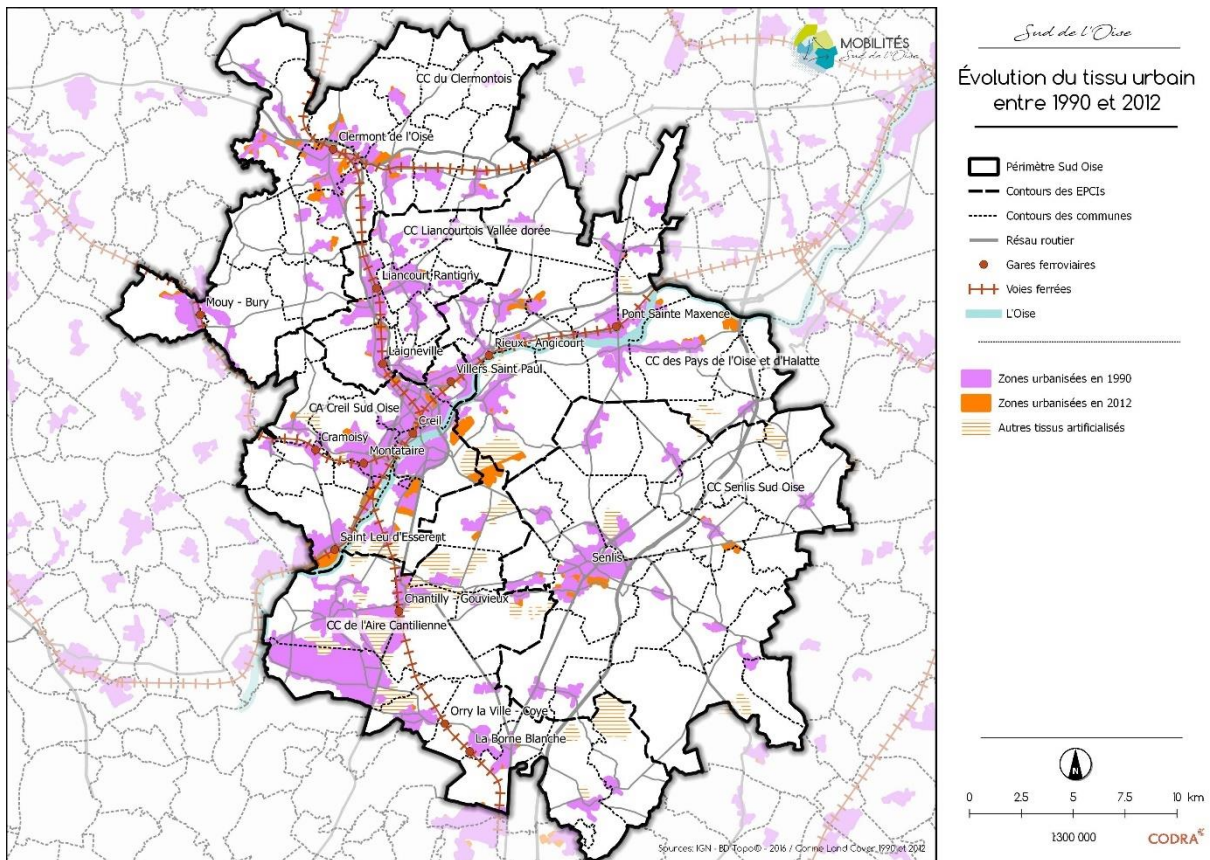 MOBILITÉS
Sud de l'Oise
CC du Clermontois
Clermont de l'Oise
CC Liancourtois Vallée dorée
Liancourt Rantigny
Mouy - Bury
Pont Sainte Maxence
Laigneville
Rieux - Angicourt
CC des Pays de l'Oise et d'Halatte
Villers Saint Paul
CA Creil Sud Oise
Creil
Cramoisy
Montataire
CC Senlis Sud Oise
Saint Leu d'Esserent
Senlis
Chantilly - Gouvieux
CC de l'Aire Cantilienne
Orry la Ville - Coye
La Borne Blanche
Sources: IGN - BD Topo© - 2016 / Corine Land Cover 1990 et 2012
Sud de l'Oise
Évolution du tissu urbain
entre 1990 et 2012
Périmètre Sud Oise
Contours des EPCIs
Contours des communes
Résau routier
Gares ferroviaires
Voies ferrées
L'Oise
Zones urbanisées en 1990
Zones urbanisées en 2012
Autres tissus artificialisés
N
0 2.5 5 7.5 10 km
1:300 000
CODRA